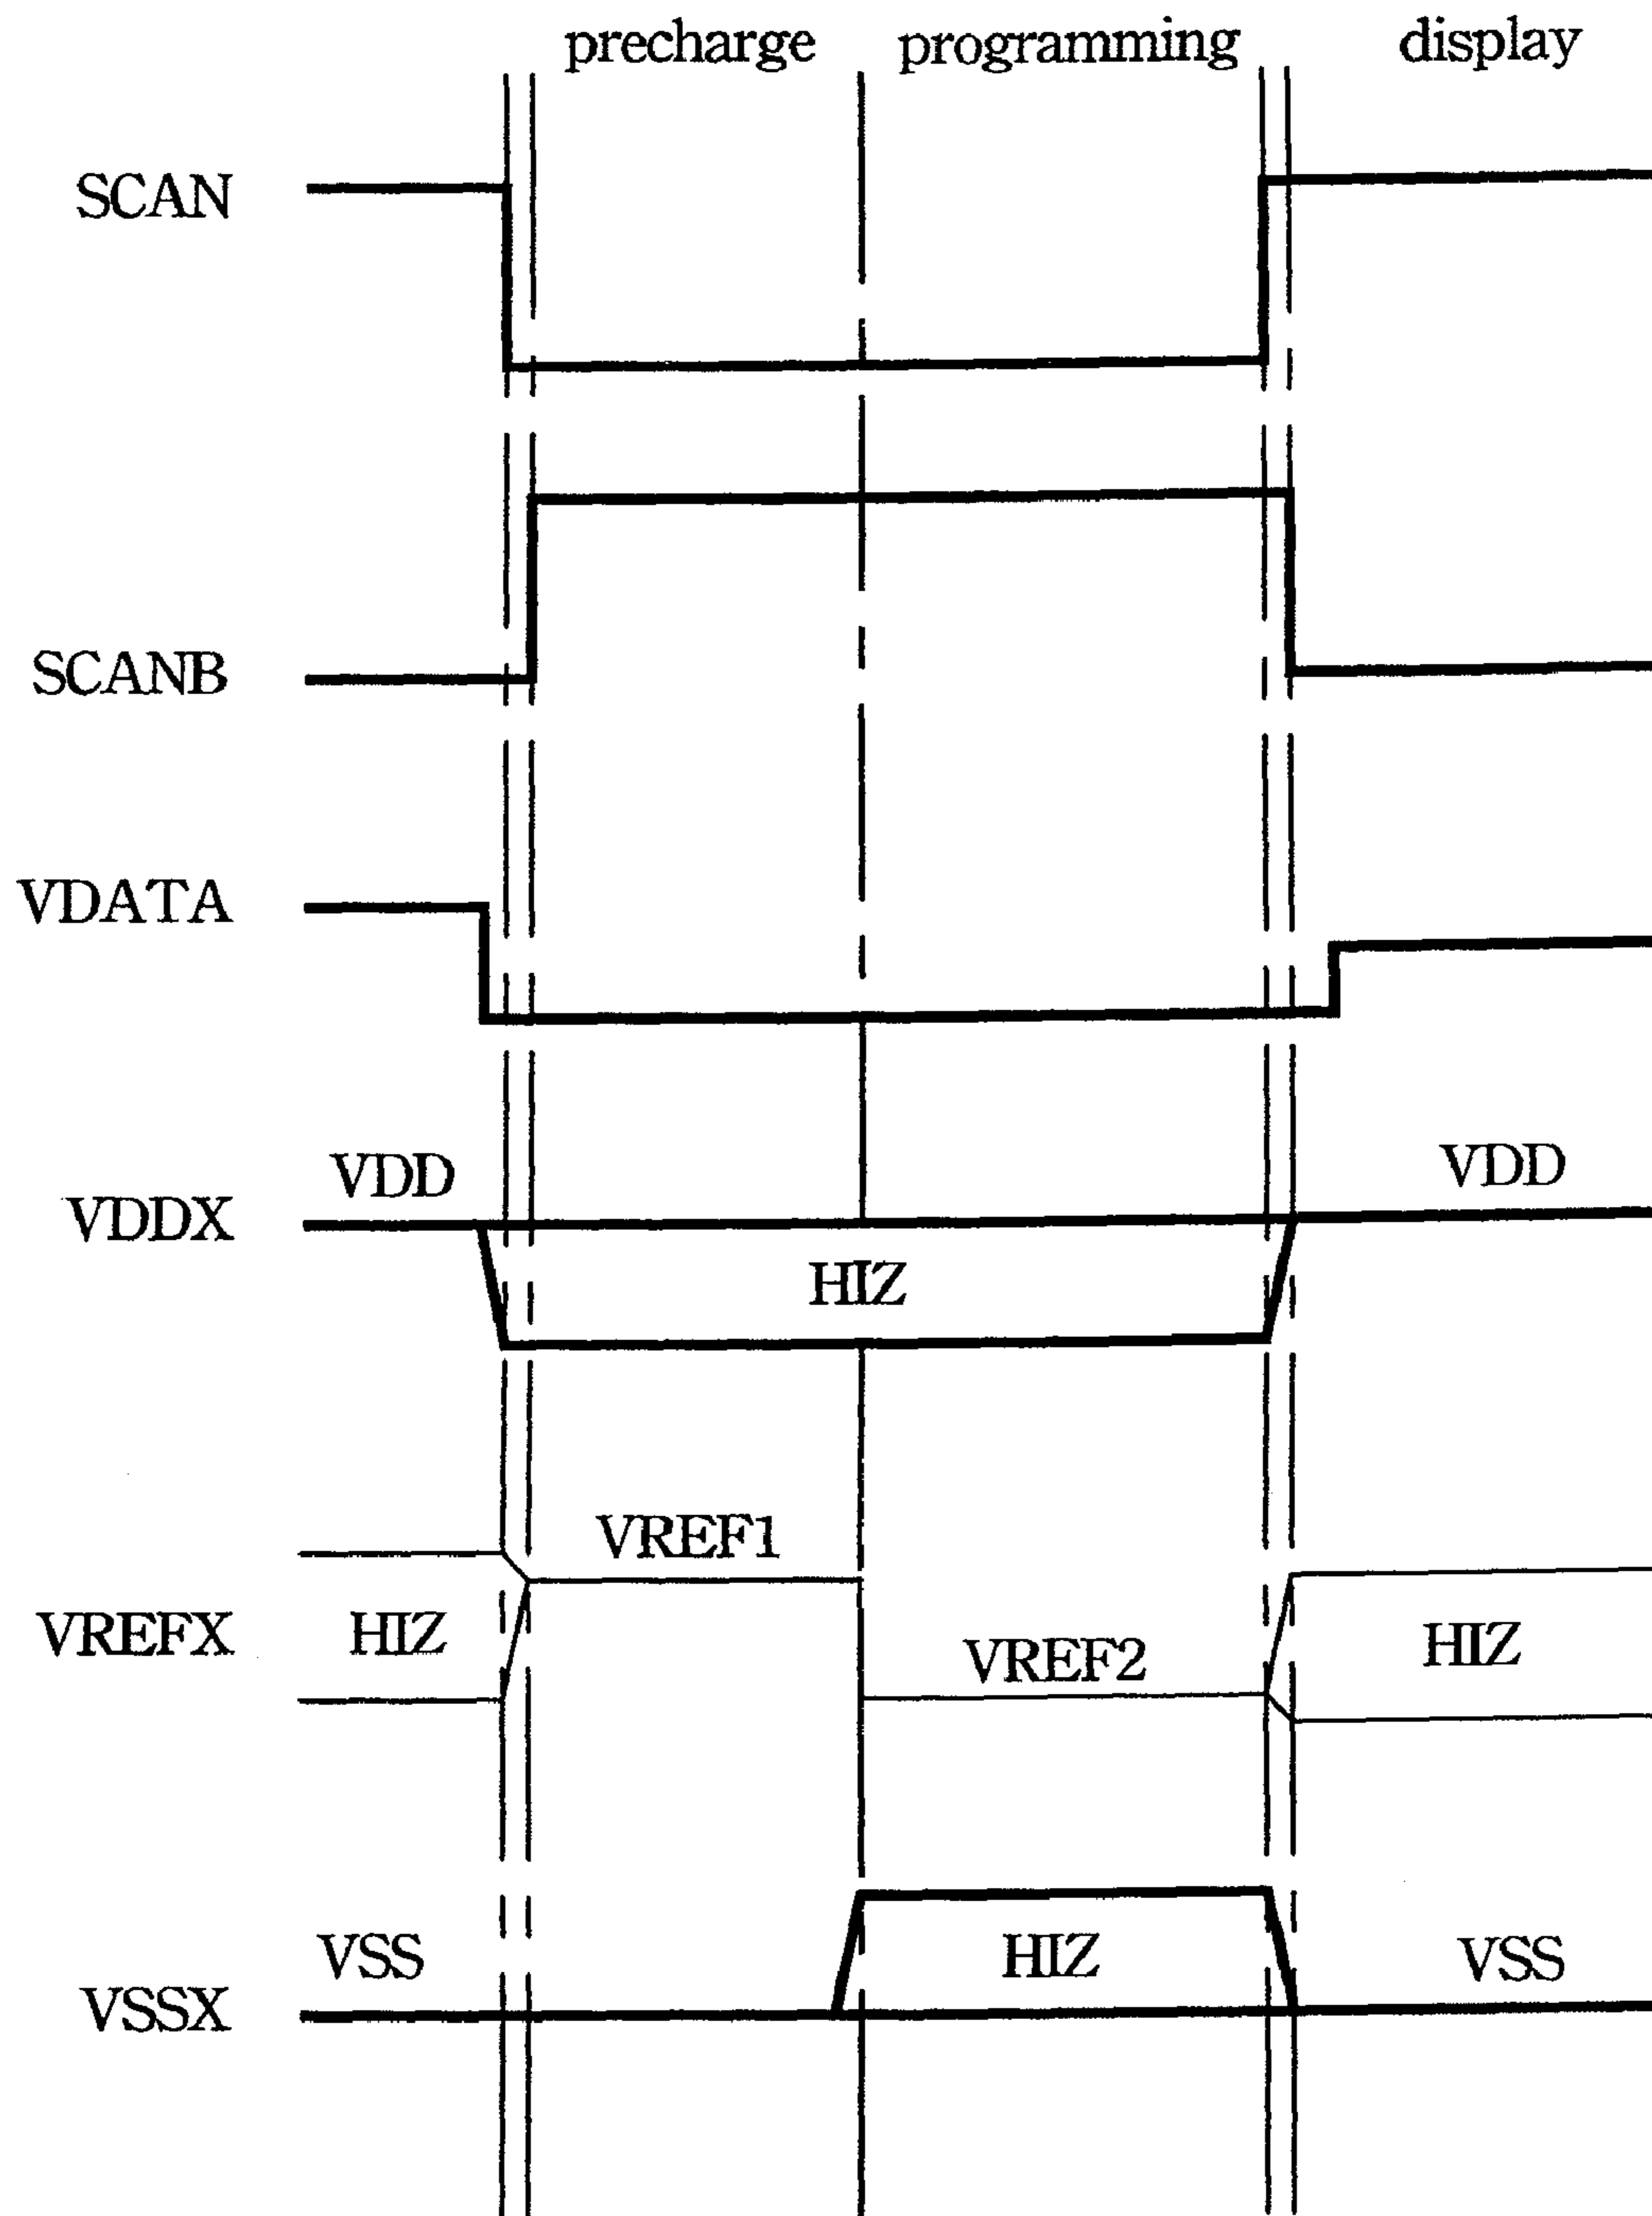 precharge programming display
SCAN
SCANB
VDATA
VDD VDD
VDDX
HIZ
VREF1
VREFX HIZ VREF2 HIZ
VSS HIZ VSS
VSSX